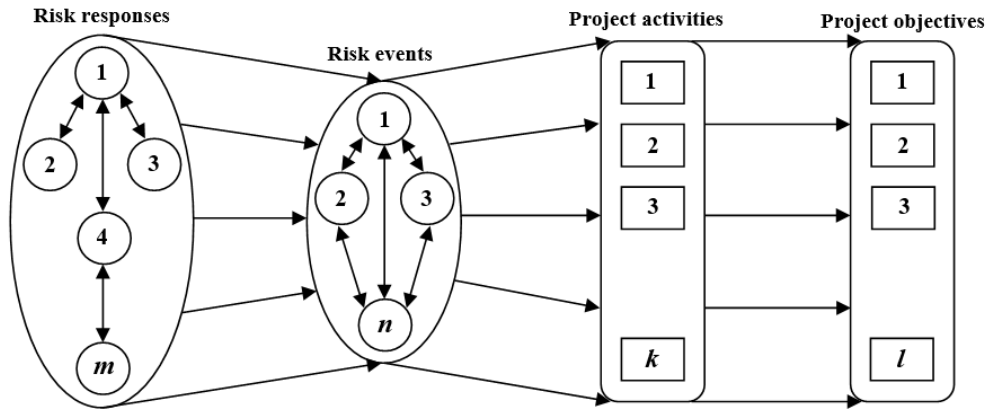 Risk responses
1
2
3
4
m
Risk events
1
2
3
n
Project activities
1
2
3
k
Project objectives
1
2
3
l